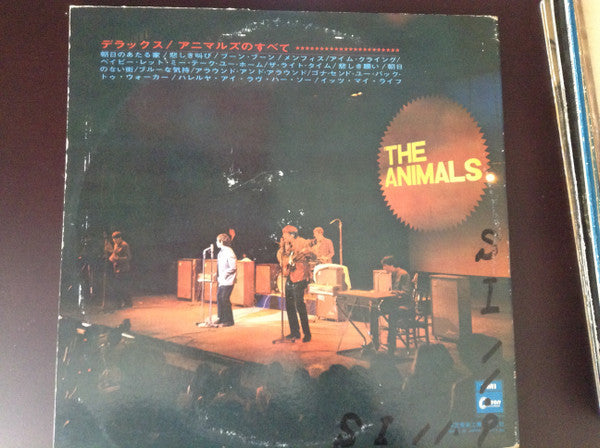 デラックス/アニマルズのすべて ********************
朝日のあたる家/悲しき叫び/ブーン・ブーン/メンフィス/アイム・クライング/
ベイビー・レット・ミー・テーク・ユー・ホーム/ザ・ライト・タイム/悲しき願い/朝日
のない街/ブルーな気持/アラウンド・アンド・アラウンド/ゴナ・センド・ユー・バック・
トゥ・ウォーカー/ハレルヤ・アイ・ラヴ・ハー・ソー/イッツ・マイ・ライフ
THE
ANIMALS
S I 11.8
S I 11.8